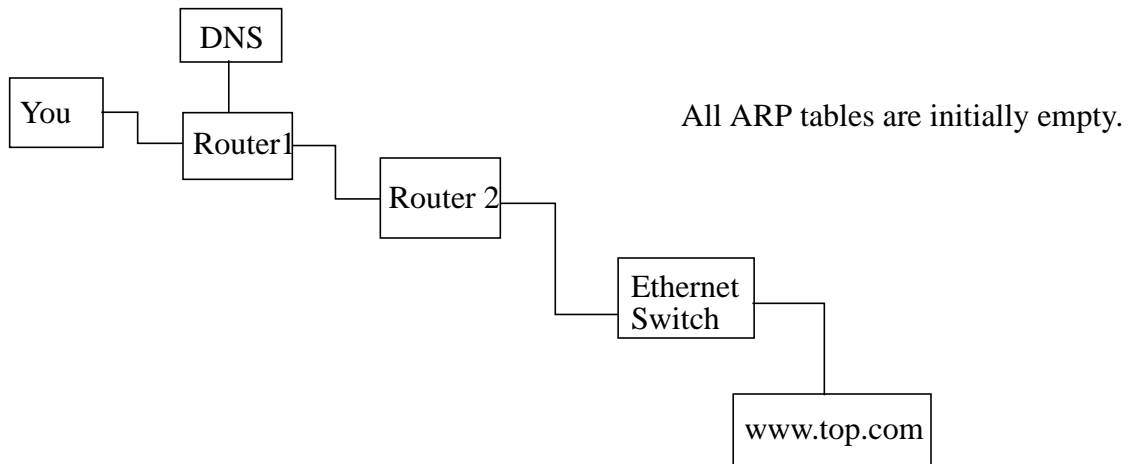 DNS
You
All ARP tables are initially empty.
Router1
Router 2
Ethernet
Switch
www.top.com